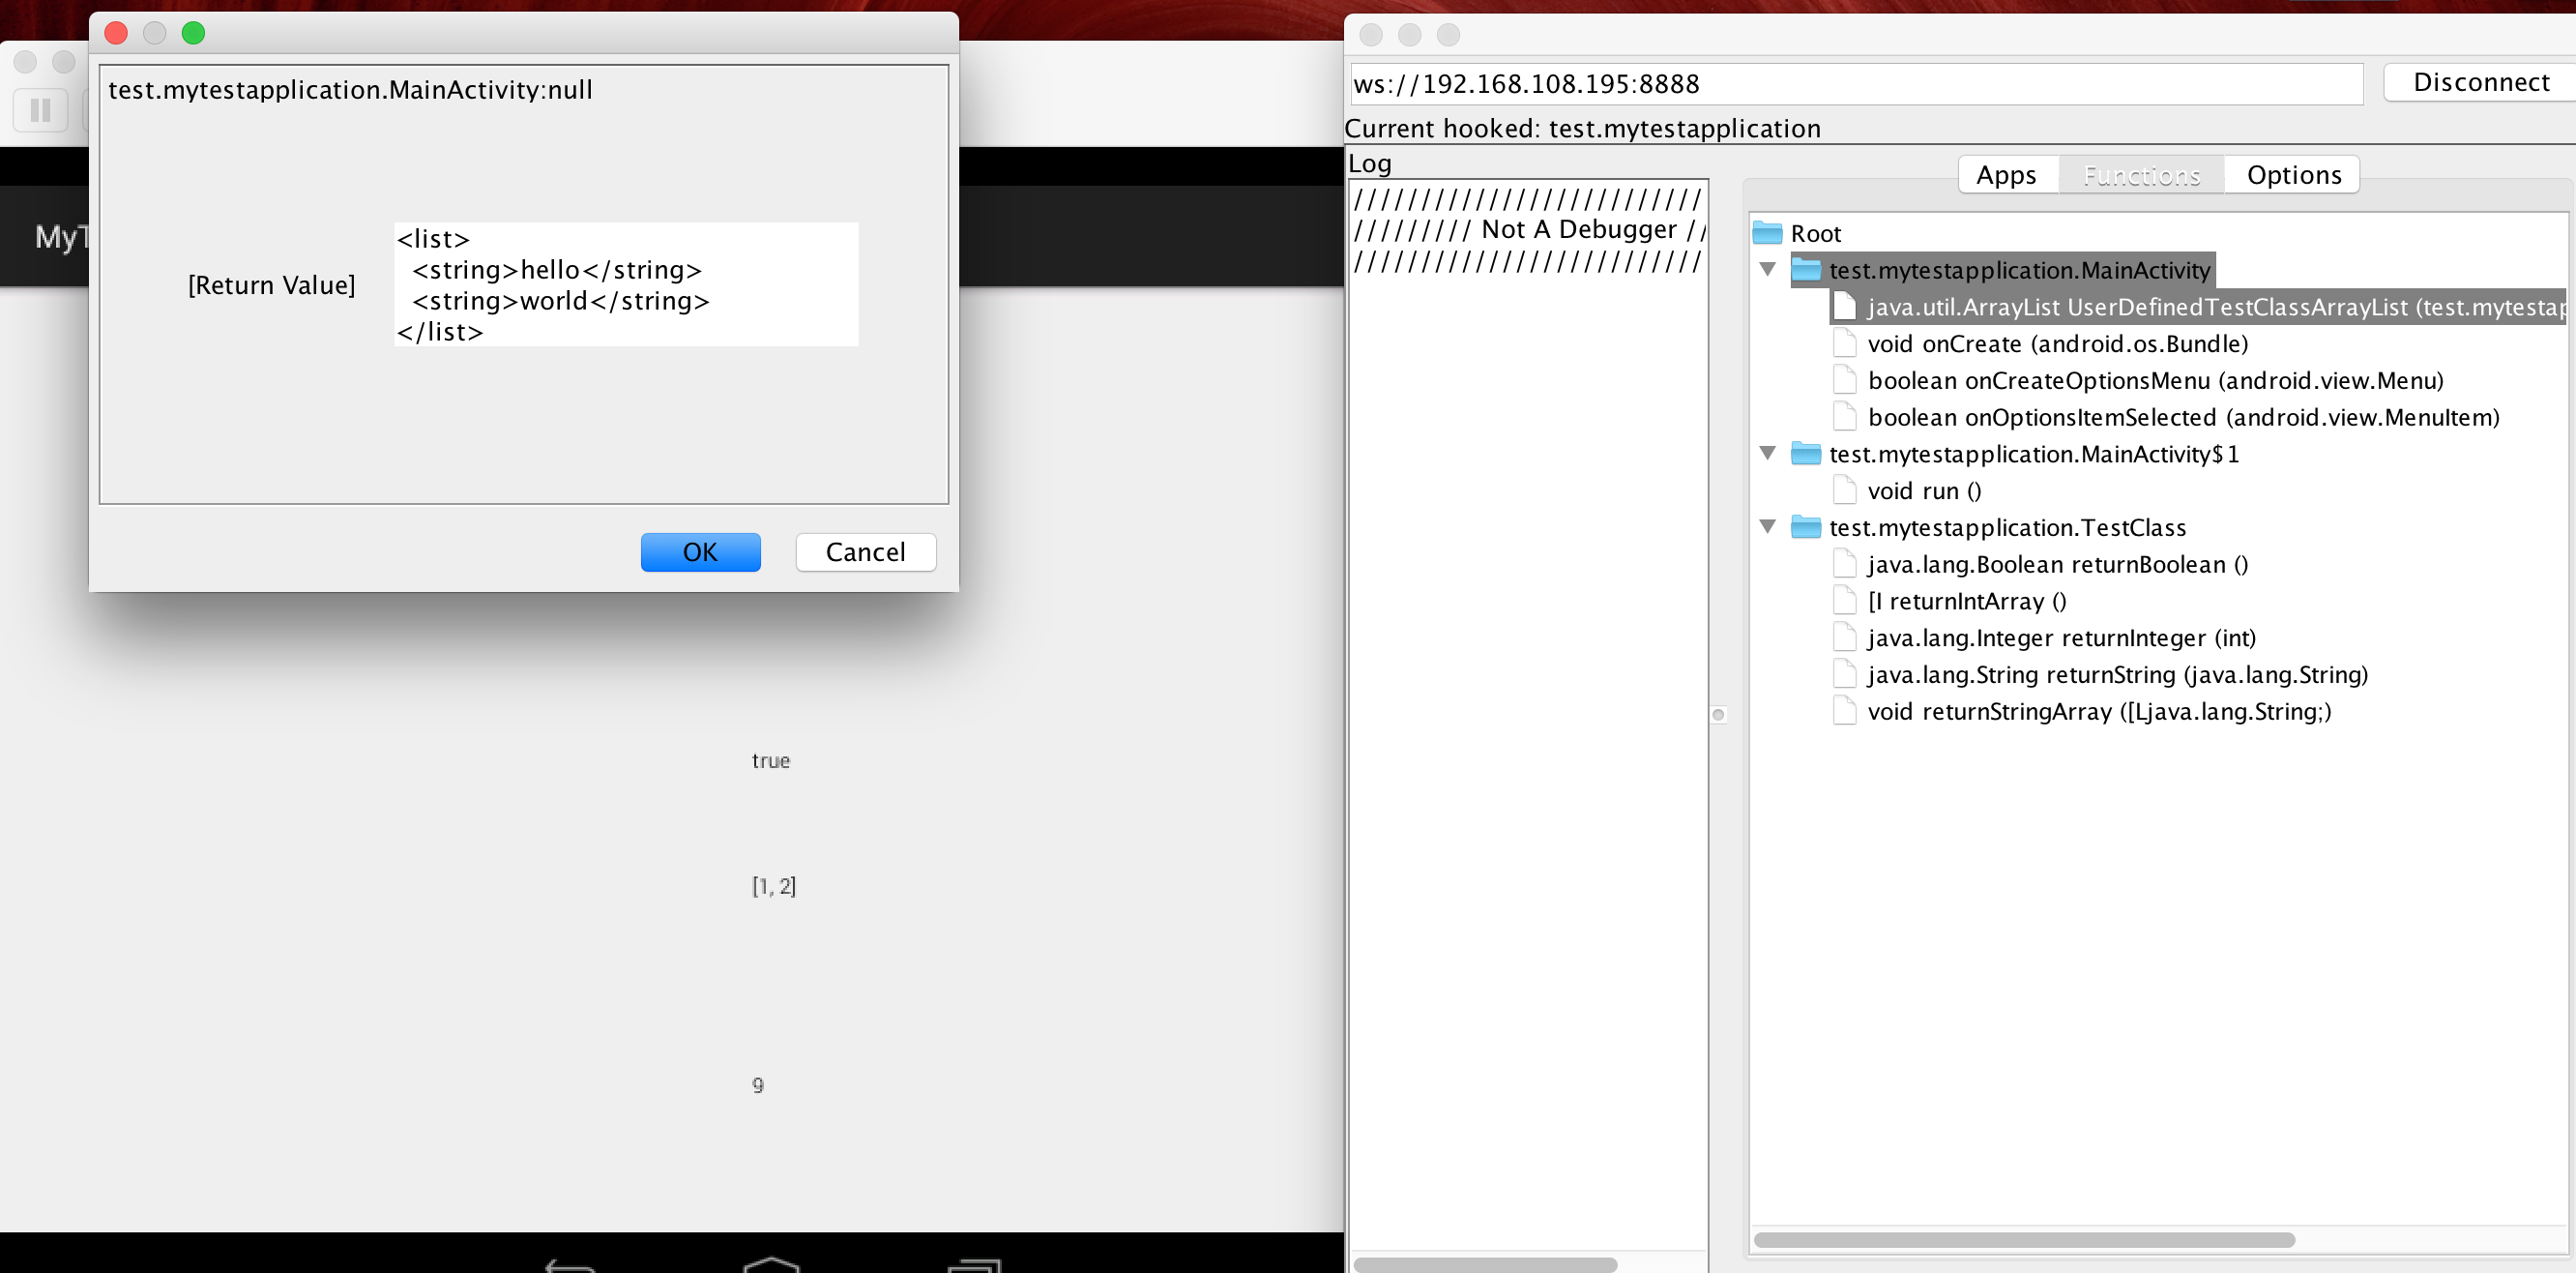 test.mytestapplication.MainActivity:null
[Return Value]
<list>
  <string>hello</string>
  <string>world</string>
</list>
OK
Cancel
true
[1, 2]
9
ws://192.168.108.195:8888
Disconnect
Current hooked: test.mytestapplication
Log
//////////////////////////
///////// Not A Debugger //
//////////////////////////
Apps
Functions
Options
Root
test.mytestapplication.MainActivity
java.util.ArrayList UserDefinedTestClassArrayList (test.mytestap
void onCreate (android.os.Bundle)
boolean onCreateOptionsMenu (android.view.Menu)
boolean onOptionsItemSelected (android.view.MenuItem)
test.mytestapplication.MainActivity$1
void run ()
test.mytestapplication.TestClass
java.lang.Boolean returnBoolean ()
[I returnIntArray ()
java.lang.Integer returnInteger (int)
java.lang.String returnString (java.lang.String)
void returnStringArray ([Ljava.lang.String;)